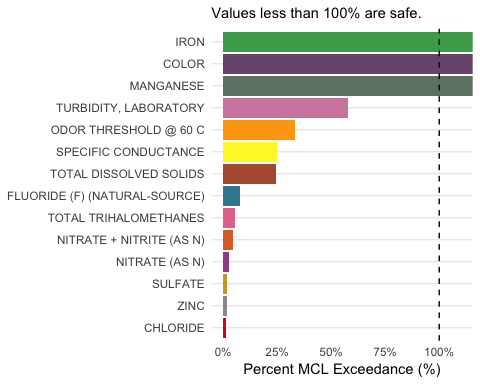 Values less than 100% are safe.
IRON
COLOR
MANGANESE
TURBIDITY, LABORATORY
ODOR THRESHOLD @ 60 C
SPECIFIC CONDUCTANCE
TOTAL DISSOLVED SOLIDS
FLUORIDE (F) (NATURAL-SOURCE)
TOTAL TRIHALOMETHANES
NITRATE + NITRITE (AS N)
NITRATE (AS N)
SULFATE
ZINC
CHLORIDE
0% 25% 50% 75% 100%
Percent MCL Exceedance (%)